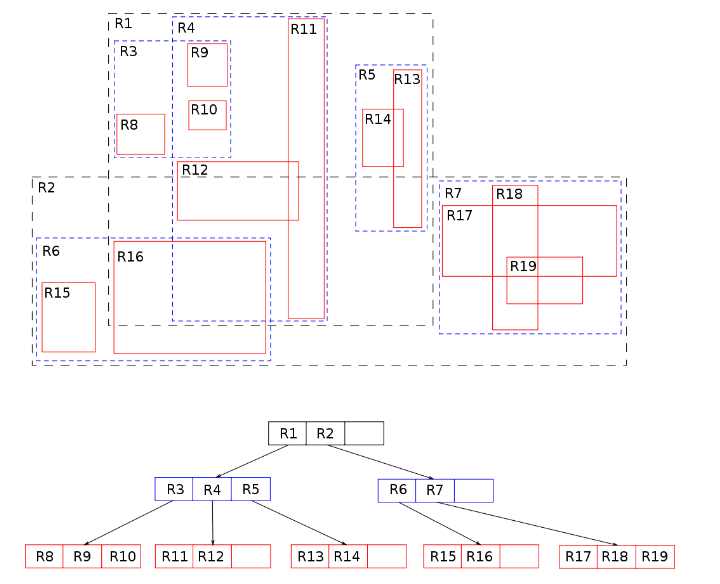 R1
R4
R11
R3
R9
R5
R13
R10
R14
R8
R12
R2
R7
R18
R17
R6
R16
R19
R15
R1 R2
R3 R4 R5
R6 R7
R8 R9 R10
R11 R12
R13 R14
R15 R16
R17 R18 R19